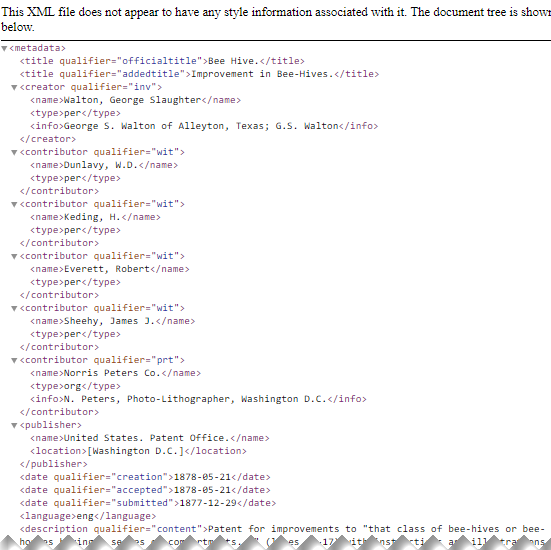 This XML file does not appear to have any style information associated with it. The document tree is shown
below.
▼<metadata>
<title qualifier="officialtitle">Bee Hive.</title>
<title qualifier="addedtitle">Improvement in Bee-Hives.</title>
▼<creator qualifier="inv">
<name>Walton, George Slaughter</name>
<type>per</type>
<info>George S. Walton of Alleyton, Texas; G.S. Walton</info>
</creator>
▼<contributor qualifier="wit">
<name>Dunlavy, W.D.</name>
<type>per</type>
</contributor>
▼<contributor qualifier="wit">
<name>Keding, H.</name>
<type>per</type>
</contributor>
▼<contributor qualifier="wit">
<name>Everett, Robert</name>
<type>per</type>
</contributor>
▼<contributor qualifier="wit">
<name>Sheehy, James J.</name>
<type>per</type>
</contributor>
▼<contributor qualifier="prt">
<name>Norris Peters Co.</name>
<type>org</type>
<info>N. Peters, Photo-Lithographer, Washington D.C.</info>
</contributor>
▼<publisher>
<name>United States. Patent Office.</name>
<location>[Washington D.C.]</location>
</publisher>
<date qualifier="creation">1878-05-21</date>
<date qualifier="accepted">1878-05-21</date>
<date qualifier="submitted">1877-12-29</date>
<language>eng</language>
<description qualifier="content">Patent for improvements to "that class of bee-hives or bee-